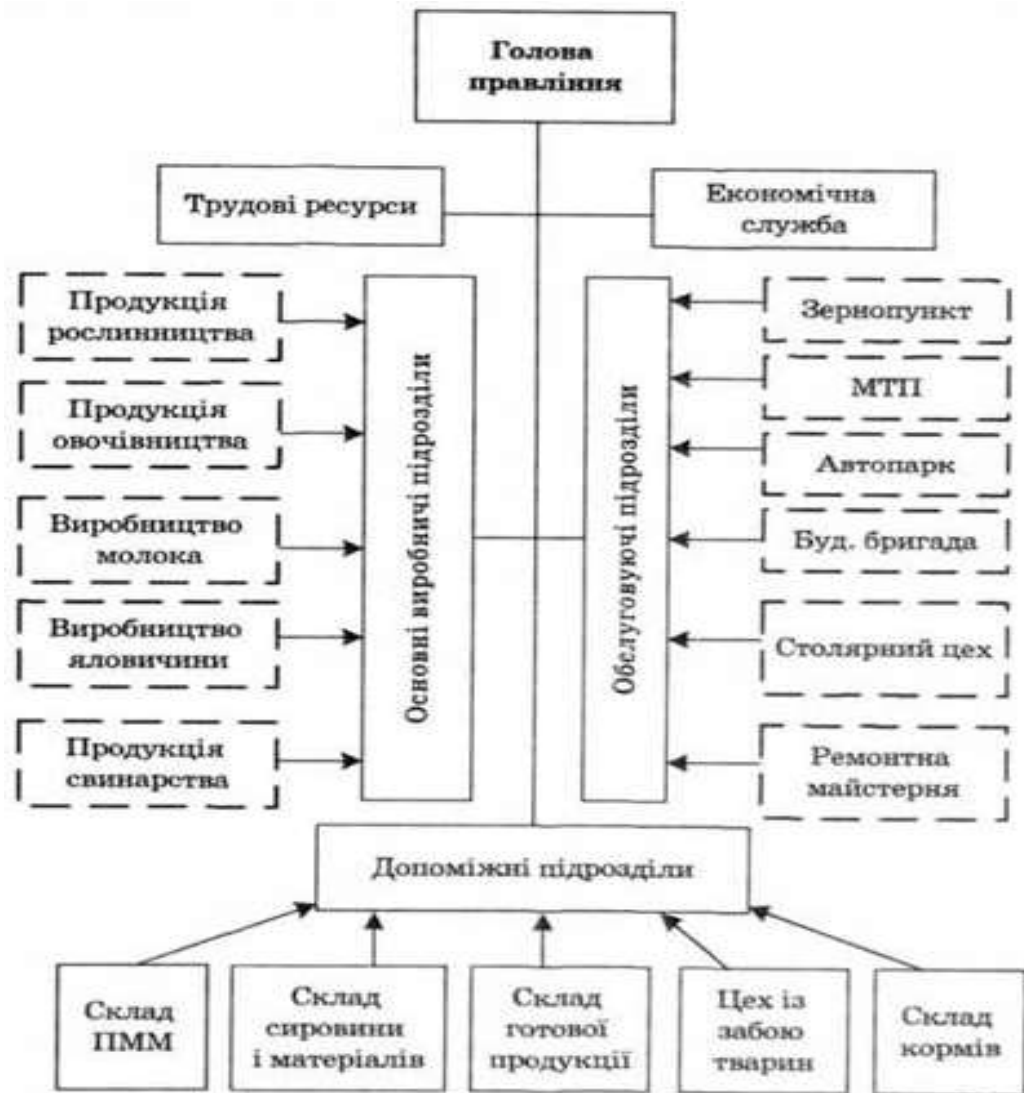 Голова
правління
Трудові ресурси
Економічна
служба
Продукція
рослинництва
Продукція
овочівництва
Виробництво
молока
Виробництво
яловичини
Продукція
свинарства
Основні виробничі підрозділи
Обслуговуючі підрозділи
Зернопункт
МТП
Автопарк
Буд. бригада
Столярний цех
Ремонтна
майстерня
Допоміжні підрозділи
Склад
ПММ
Склад
сировини
і матеріалів
Склад
готової
продукції
Цех із
забою
тварин
Склад
кормів